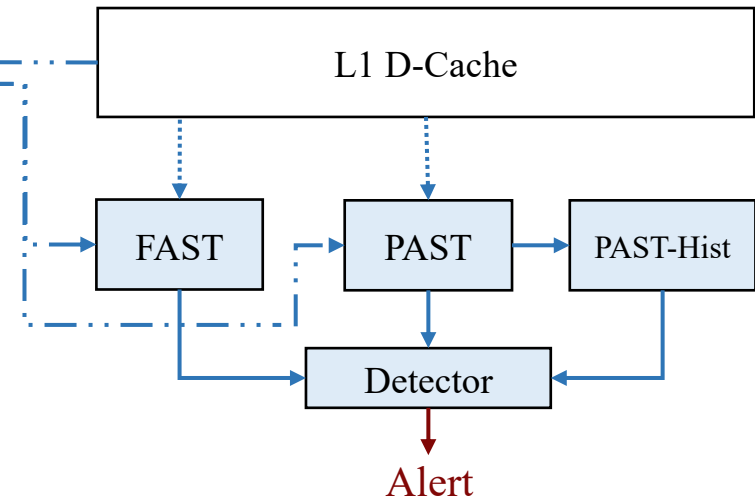 L1 D-Cache
FAST
PAST
PAST-Hist
Detector
Alert